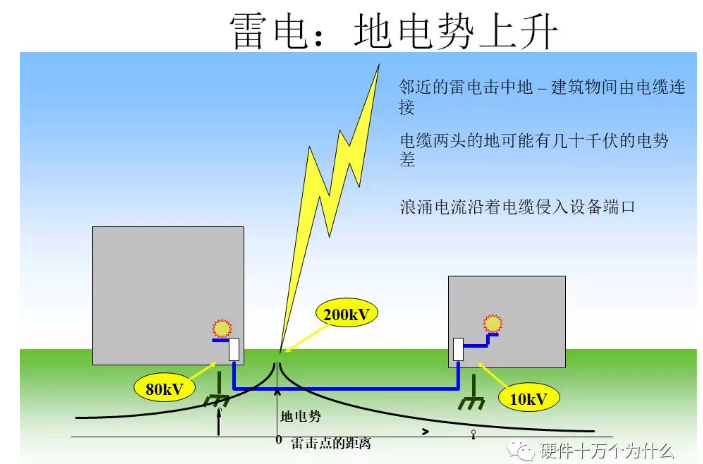 雷电：地电势上升
邻近的雷电击中地 – 建筑物间由电缆连
接
电缆两头的地可能有几十千伏的电势
差
浪涌电流沿着电缆侵入设备端口
200kV
80kV
10kV
地电势
0 雷击点的距离
硬件十万个为什么